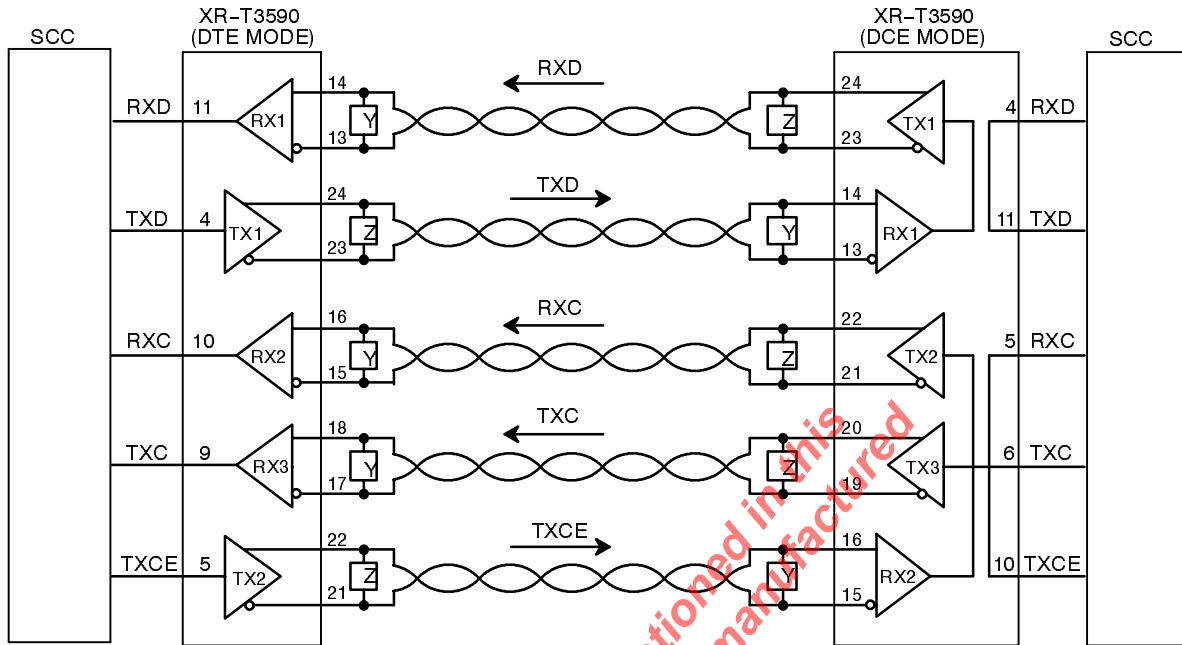 SCC
XR-T3590
(DTE MODE)
XR-T3590
(DCE MODE)
SCC
RXD 11 RX1 14 13 Y RXD Z 24 23 TX1 4 RXD
TXD 4 TX1 24 23 Z TXD Y 14 13 RX1 11 TXD
RXC 10 RX2 16 15 Y RXC Z 22 21 TX2 5 RXC
TXC 9 RX3 18 17 Y TXC Z 20 19 TX3 6 TXC
TXCE 5 TX2 22 21 Z TXCE Y 16 15 RX2 10 TXCE
tioned in this
manufactured